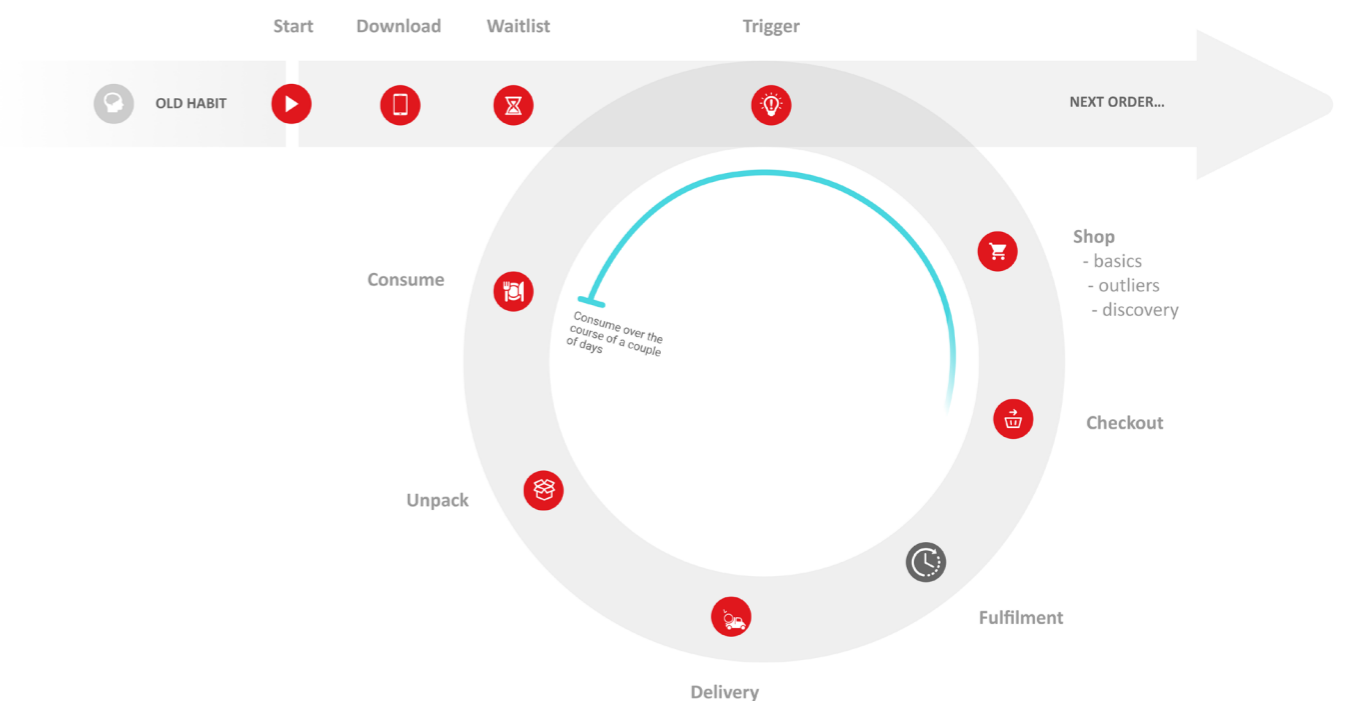 Start
Download
Waitlist
Trigger
OLD HABIT
NEXT ORDER...
Shop
- basics
- outliers
- discovery
Consume
Consume over the
course of a couple
of days
Checkout
Unpack
Fulfilment
Delivery